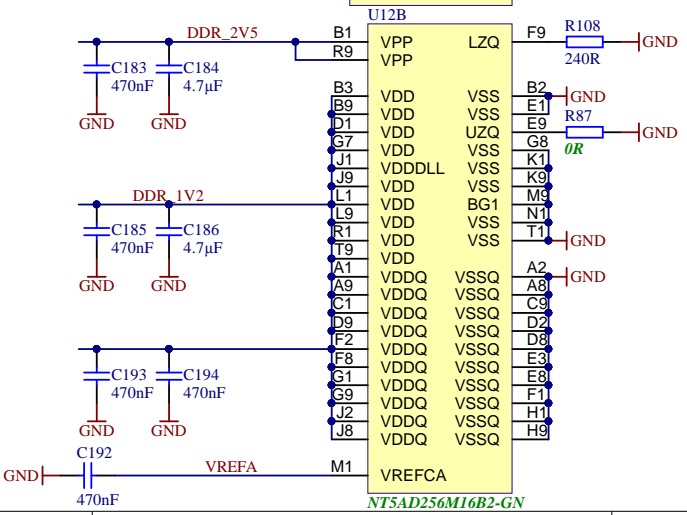 U12B
DDR_2V5 B1 VPP LZQ F9 R108 GND
R9 VPP 240R
C183 C184
470nF 4.7µF
GND GND
B3 VDD VSS B2 GND
B9 VDD VSS E1 R87
D1 VDD UZQ E9 GND
G7 VDD VSS G8 0R
J1 VDDDLL VSS K1
J9 VDD VSS K9
DDR_1V2 L1 VDD BG1 M9
L9 VDD VSS N1
R1 VDD VSS T1 GND
C185 C186
470nF 4.7µF
T9 VDD
GND GND
A1 VDDQ VSSQ A2 GND
A9 VDDQ VSSQ A8
C1 VDDQ VSSQ C9
D9 VDDQ VSSQ D2
F2 VDDQ VSSQ D8
F8 VDDQ VSSQ E3
C193 C194
470nF 470nF
G1 VDDQ VSSQ E8
G9 VDDQ VSSQ F1
J2 VDDQ VSSQ H1
GND GND
J8 VDDQ VSSQ H9
C192
GND VREFA M1 VREFCA
470nF
NT5AD256M16B2-GN